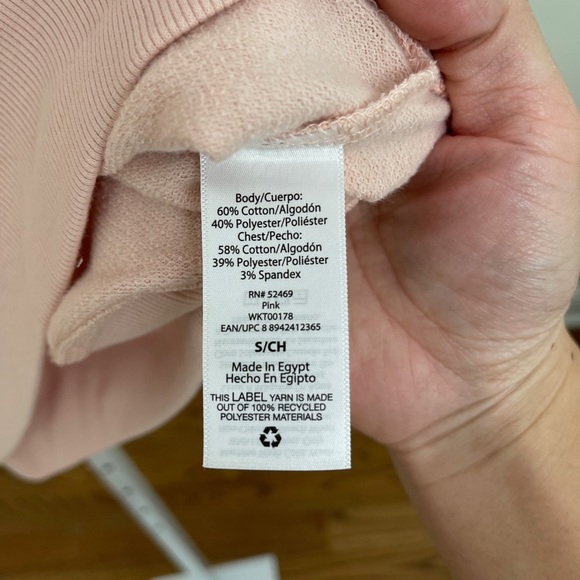 Body/Cuerpo:
60% Cotton/Algodón
40% Polyester/Poliéster
Chest/Pecho:
58% Cotton/Algodón
39% Polyester/Poliéster
3% Spandex
RN# 52469
Pink
WKT00178
EAN/UPC 8 8942412365
S/CH
Made In Egypt
Hecho En Egipto
THIS LABEL YARN IS MADE
OUT OF 100% RECYCLED
POLYESTER MATERIALS